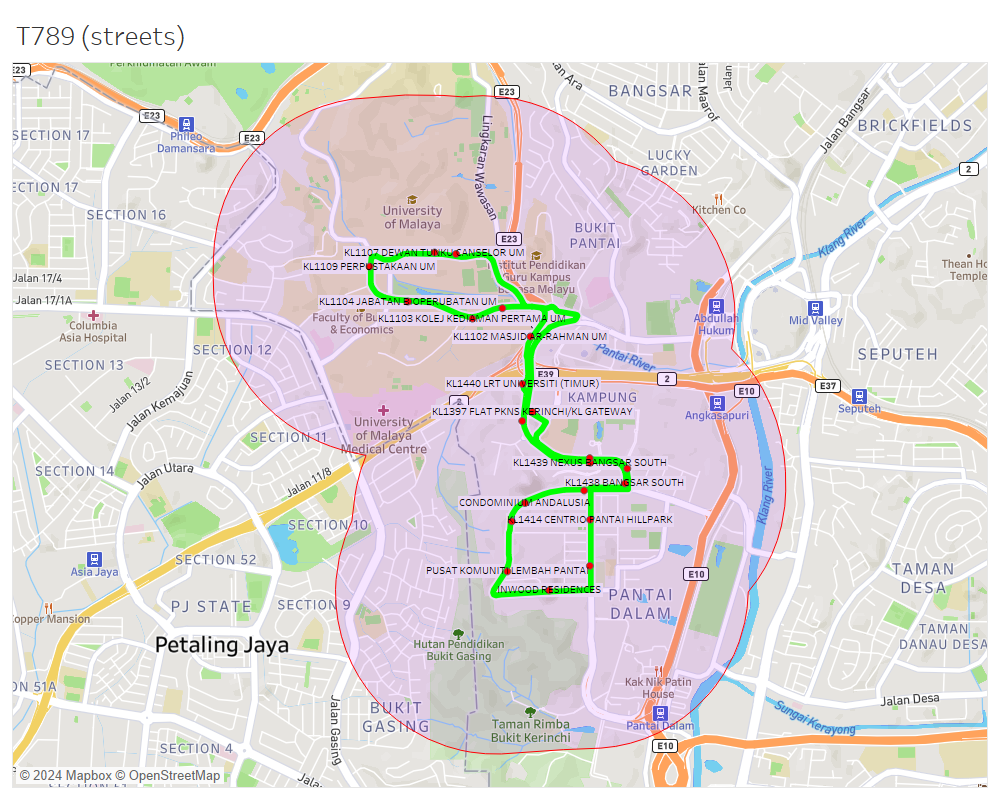 T789 (streets)
E23
Perkhidmatan Awam
an Ara
Jalan
BANGSAR
alan Maarof
Jalan Bangsar
BRICKFIELDS
SECTION 17
E23
Phileo
Damansara
E23
E23
Lingkaran Wawasan
LUCKY
GARDEN
2
SECTION 17
SECTION 16
University
of Malaya
Kitchen Co
BUKIT
PANTAI
E23
Klang River
KL1107 DEWAN TUNKU CANSELOR UM
KL1109 PERPUSTAKAAN UM
Institut Pendidikan
Guru Kampus
Bahasa Melayu
Thean Ho
Temple
Jalan 17/4
Jalan 17/1A
KL1104 JABATAN BIOPERUBATAN UM
KL1103 KOLEJ KEDIAMAN PERTAMA UM
Faculty of Bu
& Economics
Abdullah
Hukum
Mid Valley
Columbia
Asia Hospital
KL1102 MASJID AR-RAHMAN UM
SECTION 12
Pantai River
SEPUTEH
SECTION 13
E39
2
KL1440 LRT UNIVERSITI (TIMUR)
E10
E37
13/2
Jalan Kemajuan
KAMPUNG
2
Seputeh
KL1397 FLAT PKNS KERINCHI/KL GATEWAY
Angkasapuri
University
of Malaya
Medical Centre
SECTION 11
SECTION 14
Jalan Utara
Jalan 11/8
KL1439 NEXUS BANGSAR SOUTH
KL1438 BANGSAR SOUTH
Klang River
CONDOMINIUM ANDALUSIA
KL1414 CENTRIO PANTAI HILLPARK
SECTION 10
Asia Jaya
SECTION 52
PUSAT KOMUNITI LEMBAH PANTAI
E10
TAMAN
DESA
INWOOD RESIDENCES
PJ STATE
SECTION 9
PANTAI
DALAM
opper Mansion
Petaling Jaya
Hutan Pendidikan
Bukit Gasing
TAMAN
DANAU DESA
ON 51A
Kak Nik Patin
House
Jalan Gasing
BUKIT
GASING
Taman Rimba
Bukit Kerinchi
Pantai Dalam
Jalan Desa
Sungai Kerayong
SECTION 4
E10
© 2024 Mapbox © OpenStreetMap
Jalan